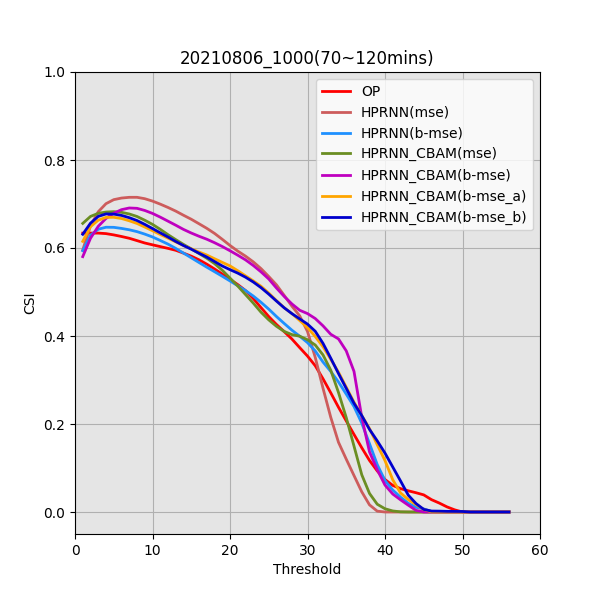 20210806_1000(70~120mins)
1.0
0.8
0.6
0.4
0.2
0.0
CSI
OP
HPRNN(mse)
HPRNN(b-mse)
HPRNN_CBAM(mse)
HPRNN_CBAM(b-mse)
HPRNN_CBAM(b-mse_a)
HPRNN_CBAM(b-mse_b)
0 10 20 30 40 50 60
Threshold